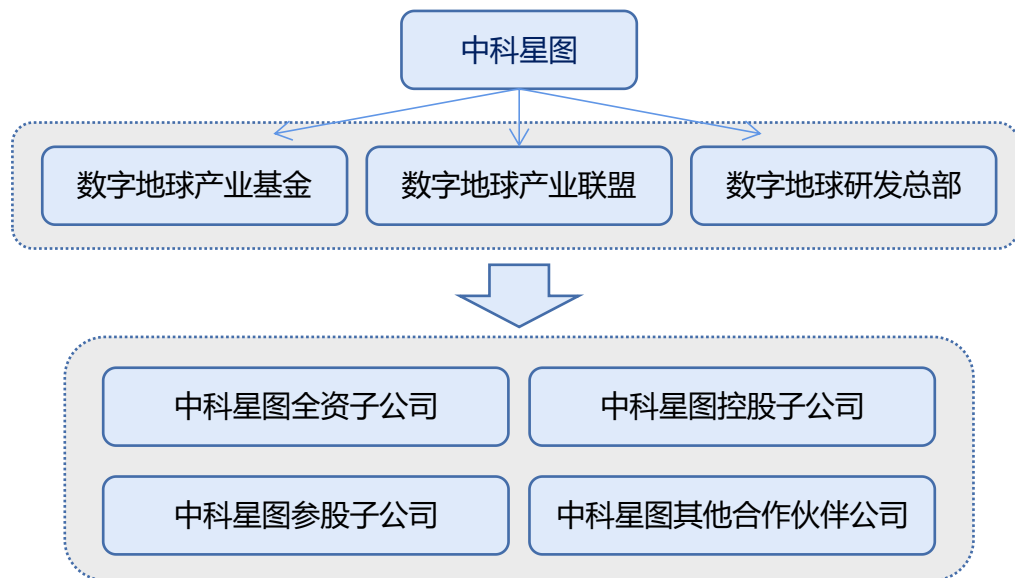 中科星图
数字地球产业基金
数字地球产业联盟
数字地球研发总部
中科星图全资子公司
中科星图控股子公司
中科星图参股子公司
中科星图其他合作伙伴公司